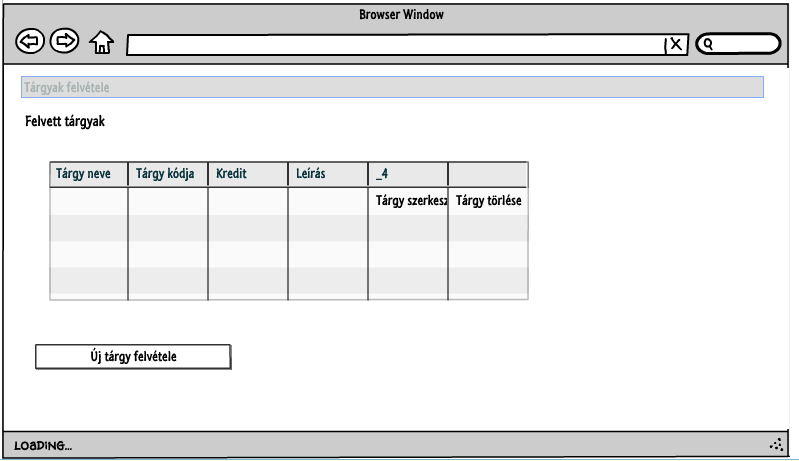 Browser Window
Tárgyak felvétele
Felvett tárgyak
Tárgy neve Tárgy kódja Kredit Leírás _4
Tárgy szerkesz Tárgy törlése
Új tárgy felvétele
LOADING...